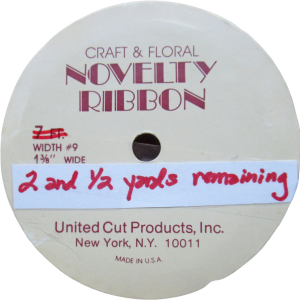 CRAFT & FLORAL
NOVELTY
RIBBON
7 ST.
WIDTH #9
1⅜" WIDE
2 and ½ yards remaining
United Cut Products, Inc.
New York, N.Y. 10011
MADE IN U.S.A.